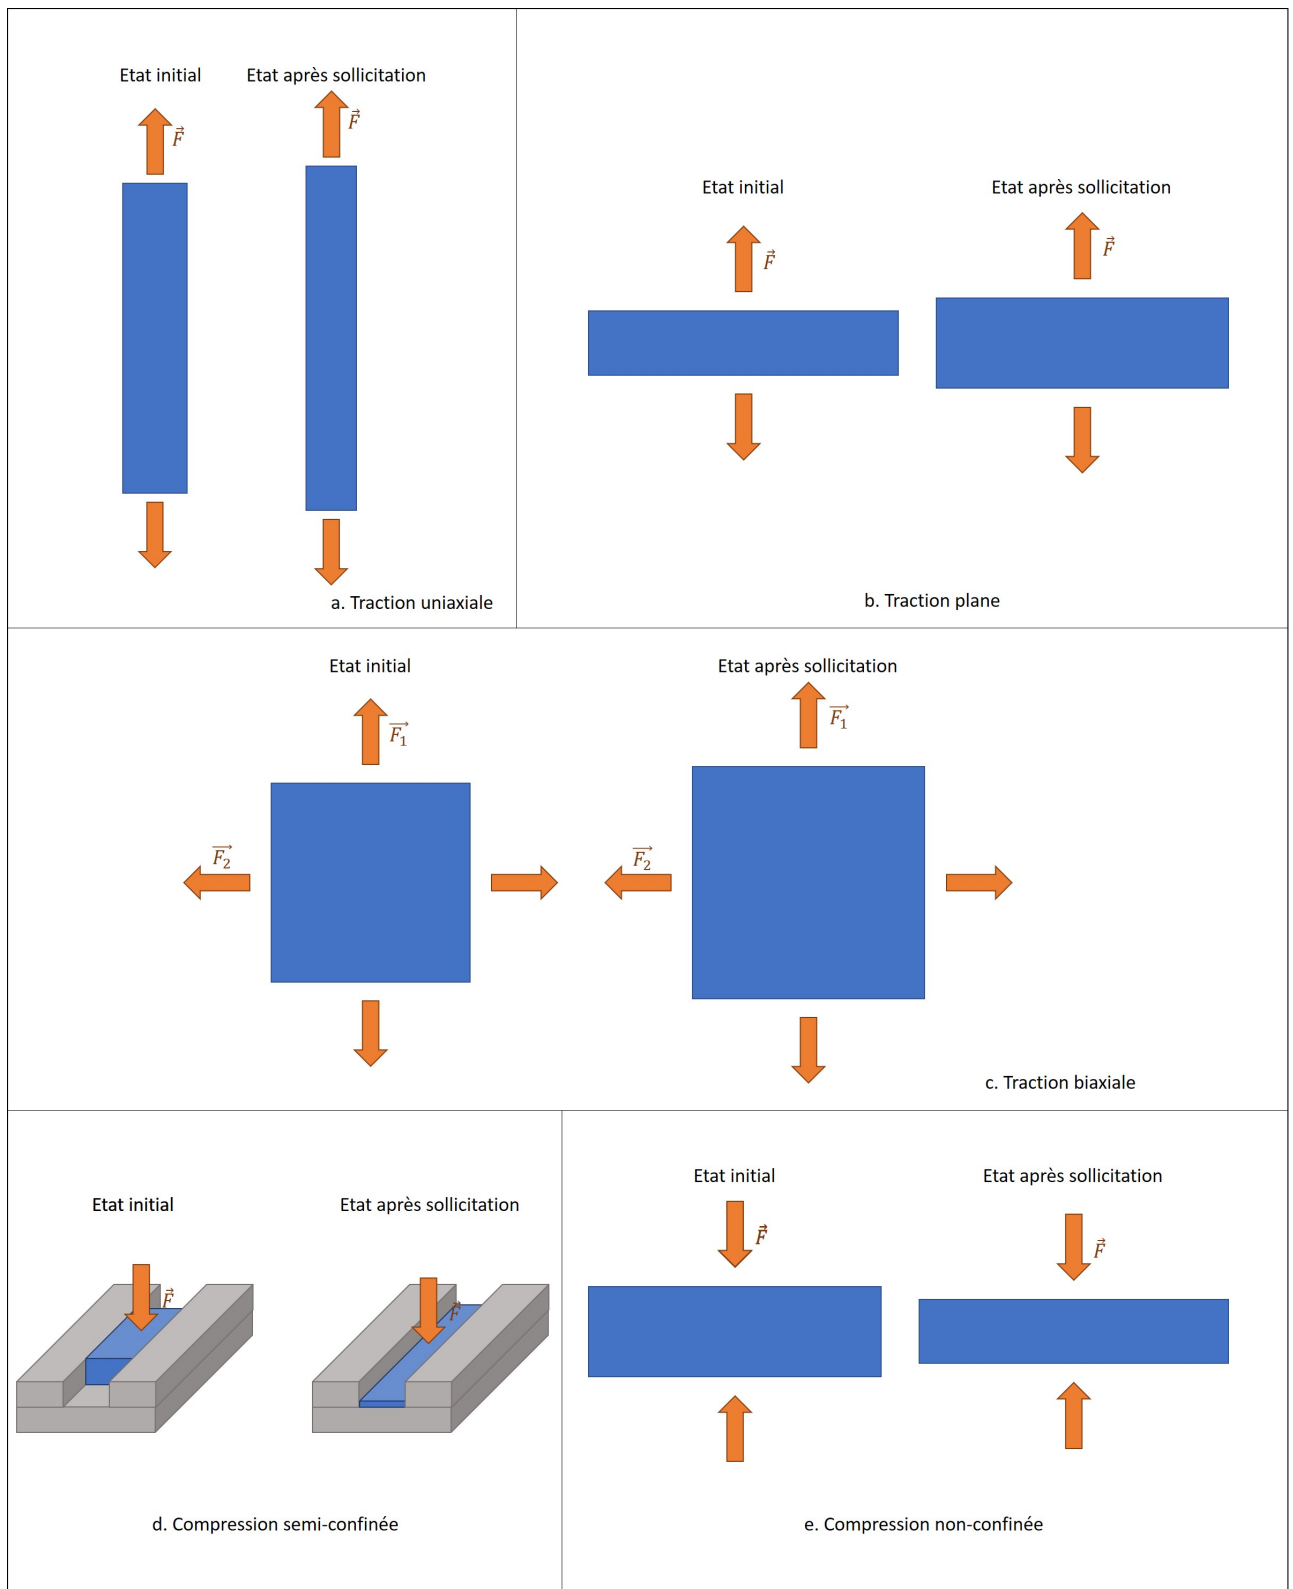 Etat initial
Etat après sollicitation
F⃗
F⃗
a. Traction uniaxiale
Etat initial
Etat après sollicitation
F⃗
F⃗
b. Traction plane
Etat initial
Etat après sollicitation
F₁⃗
F₁⃗
F₂⃗
F₂⃗
c. Traction biaxiale
Etat initial
Etat après sollicitation
F⃗
F⃗
d. Compression semi-confinée
Etat initial
Etat après sollicitation
F⃗
F⃗
e. Compression non-confinée